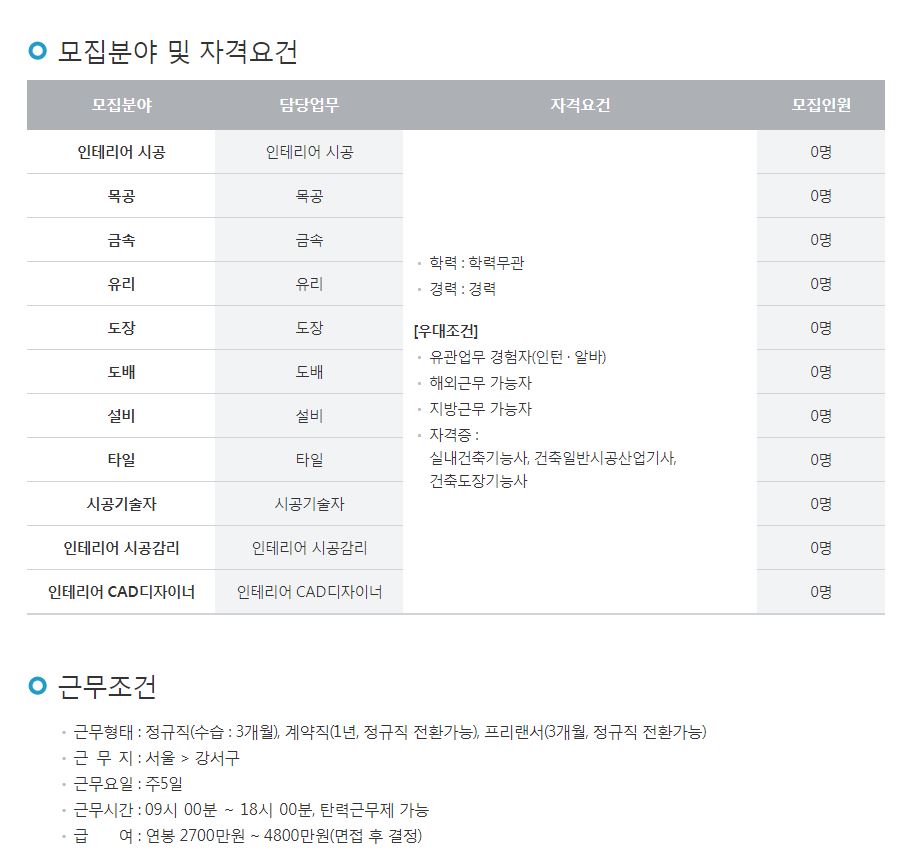 모집분야 및 자격요건
모집분야 담당업무 자격요건 모집인원
인테리어 시공 인테리어 시공 0명
목공 목공 0명
금속 금속 0명
유리 유리 0명
도장 도장 0명
도배 도배 0명
설비 설비 0명
타일 타일 0명
시공기술자 시공기술자 0명
인테리어 시공감리 인테리어 시공감리 0명
인테리어 CAD디자이너 인테리어 CAD디자이너 0명
· 학력 : 학력무관
· 경력 : 경력
[우대조건]
· 유관업무 경험자(인턴 · 알바)
· 해외근무 가능자
· 지방근무 가능자
· 자격증 :
실내건축기능사, 건축일반시공산업기사,
건축도장기능사
근무조건
· 근무형태 : 정규직(수습 : 3개월), 계약직(1년, 정규직 전환가능), 프리랜서(3개월, 정규직 전환가능)
· 근 무 지 : 서울 > 강서구
· 근무요일 : 주5일
· 근무시간 : 09시 00분 ~ 18시 00분, 탄력근무제 가능
· 급 여 : 연봉 2700만원 ~ 4800만원(면접 후 결정)